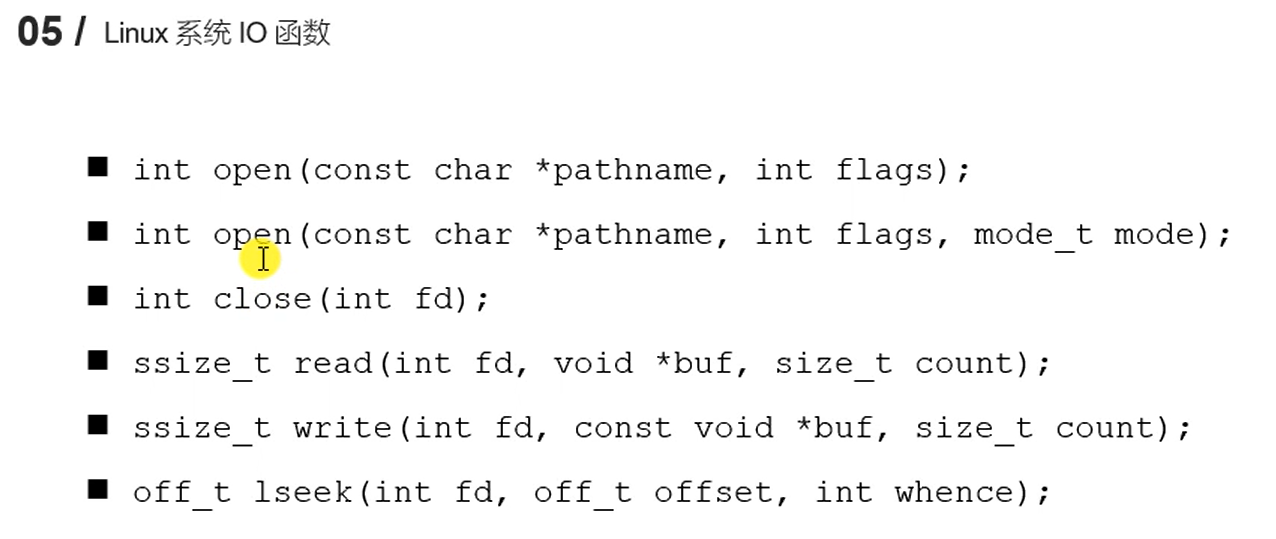 05 / Linux 系统 IO 函数
■ int open(const char *pathname, int flags);
■ int open(const char *pathname, int flags, mode_t mode);
■ int close(int fd);
■ ssize_t read(int fd, void *buf, size_t count);
■ ssize_t write(int fd, const void *buf, size_t count);
■ off_t lseek(int fd, off_t offset, int whence);